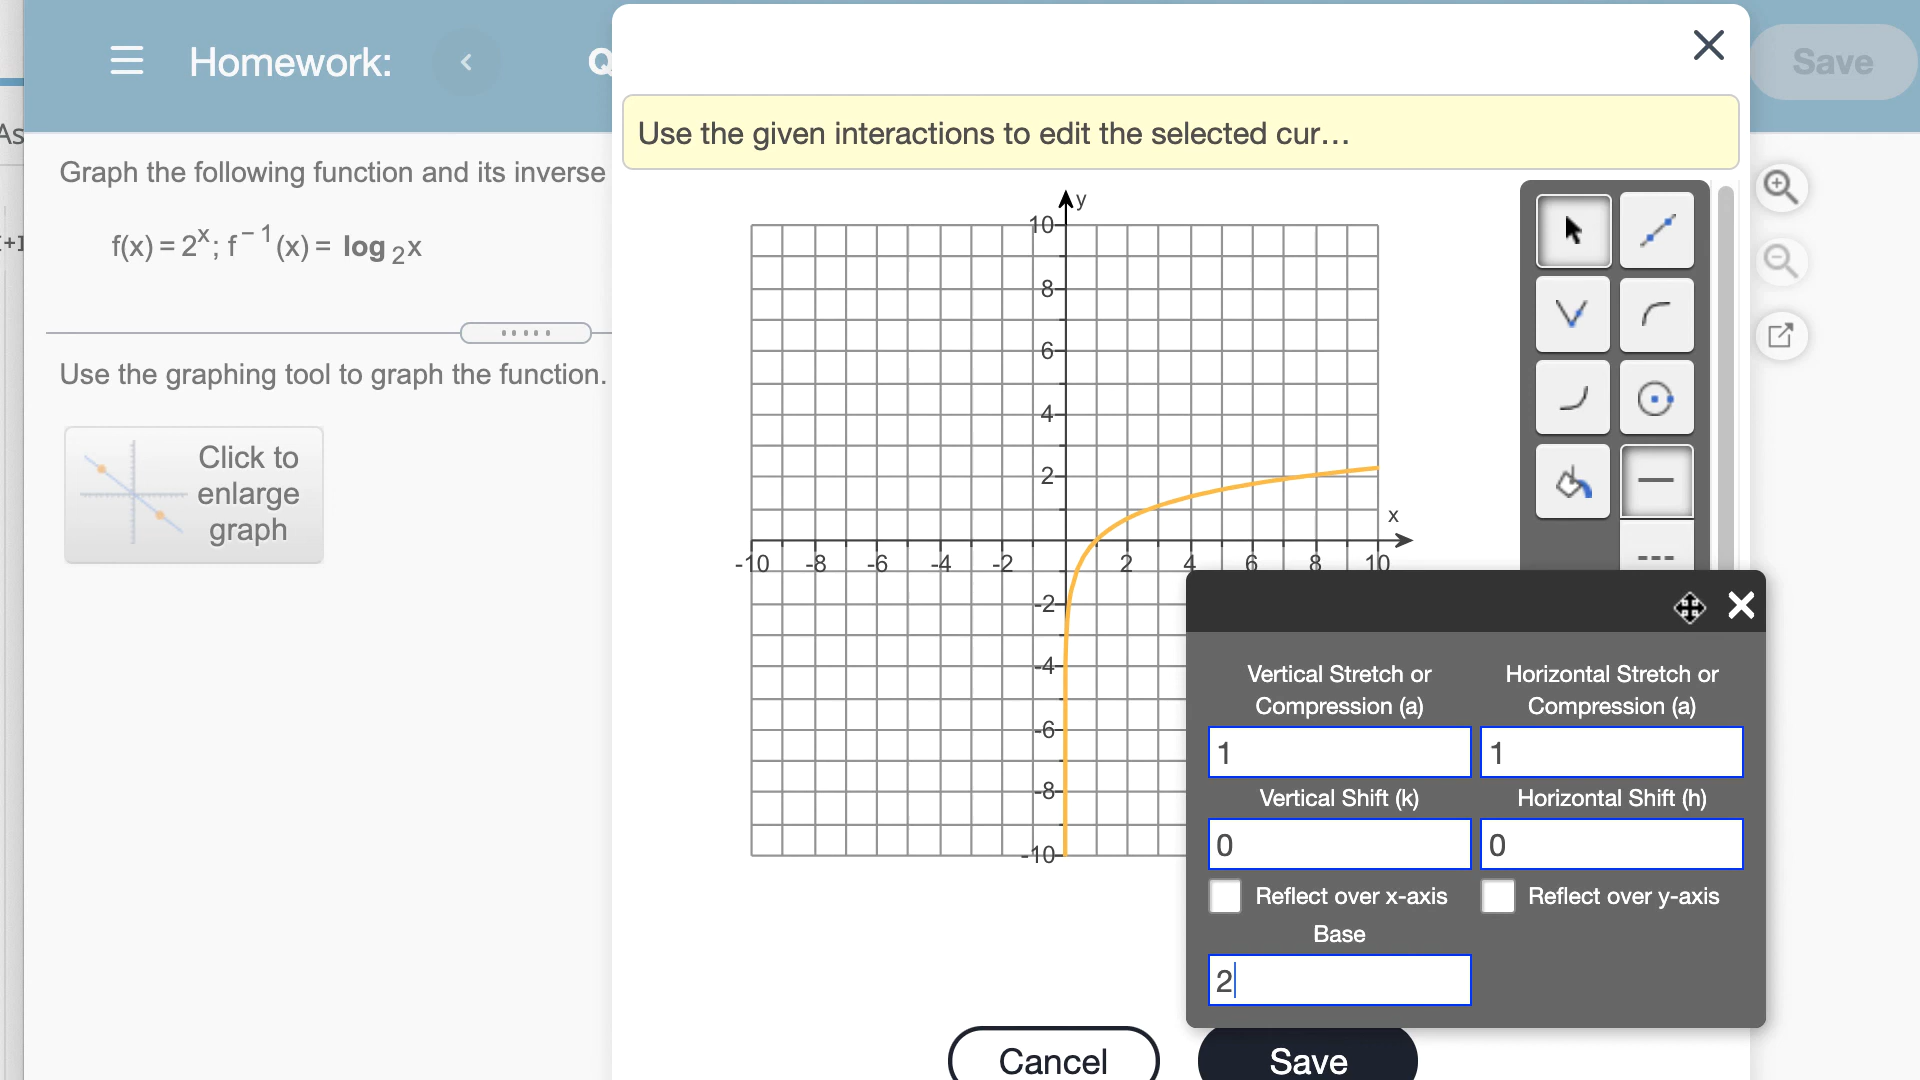 Homework:
Q
Save
As
[+]
Graph the following function and its inverse
f(x) = 2^x; f^-1(x) = log_2 x
Use the graphing tool to graph the function.
Click to
enlarge
graph
Use the given interactions to edit the selected cur...
y
10
8
6
4
2
x
-10 -8 -6 -4 -2 2 4 6 8 10
-2
-4
-6
-8
-10
Vertical Stretch or
Compression (a)
Horizontal Stretch or
Compression (a)
1
1
Vertical Shift (k)
Horizontal Shift (h)
0
0
Reflect over x-axis
Reflect over y-axis
Base
2
Cancel
Save